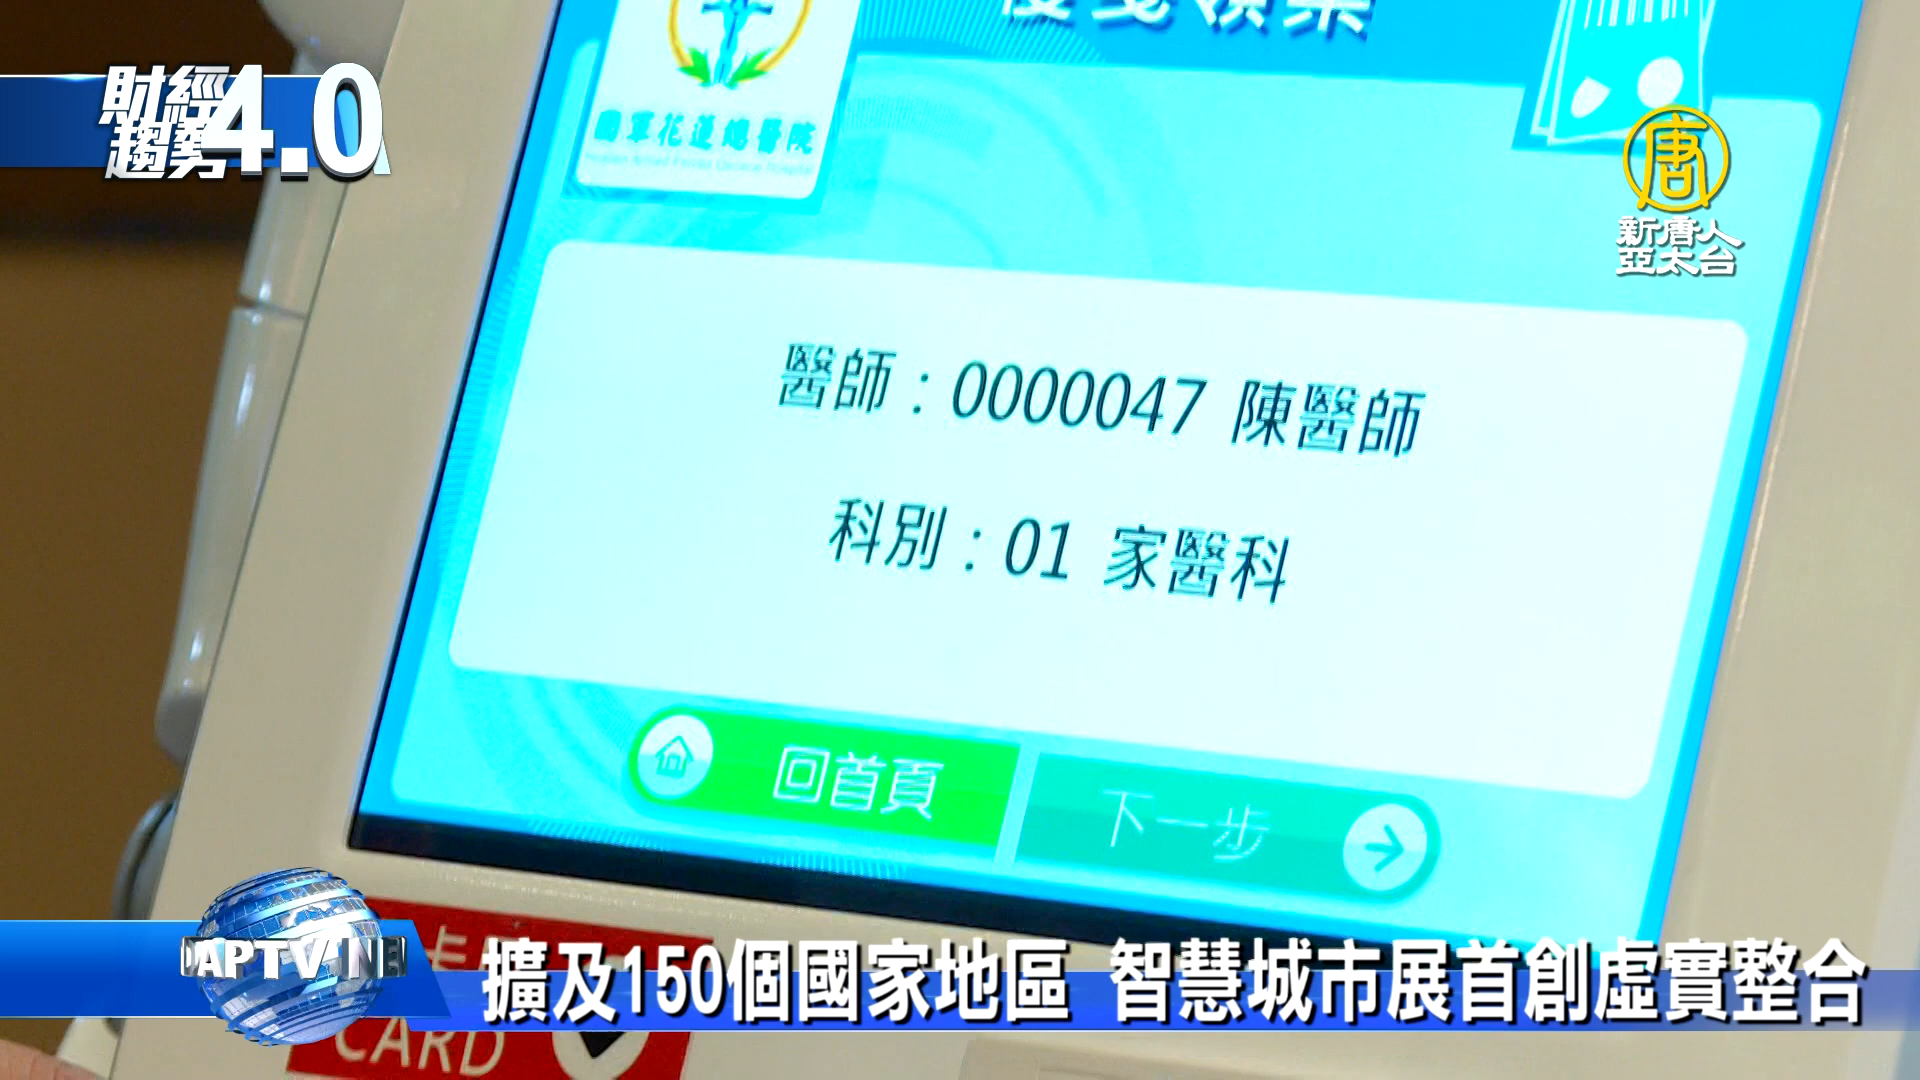 財經
趨勢4.0
國軍花蓮總醫院
唐
新唐人
亞太台
醫師：0000047 陳醫師
科別：01 家醫科
回首頁
下一步
APTV
擴及150個國家地區 智慧城市展首創虛實整合
CARD